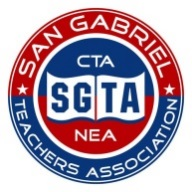 SAN GABRIEL
CTA
SGTA
NEA
TEACHERS ASSOCIATION